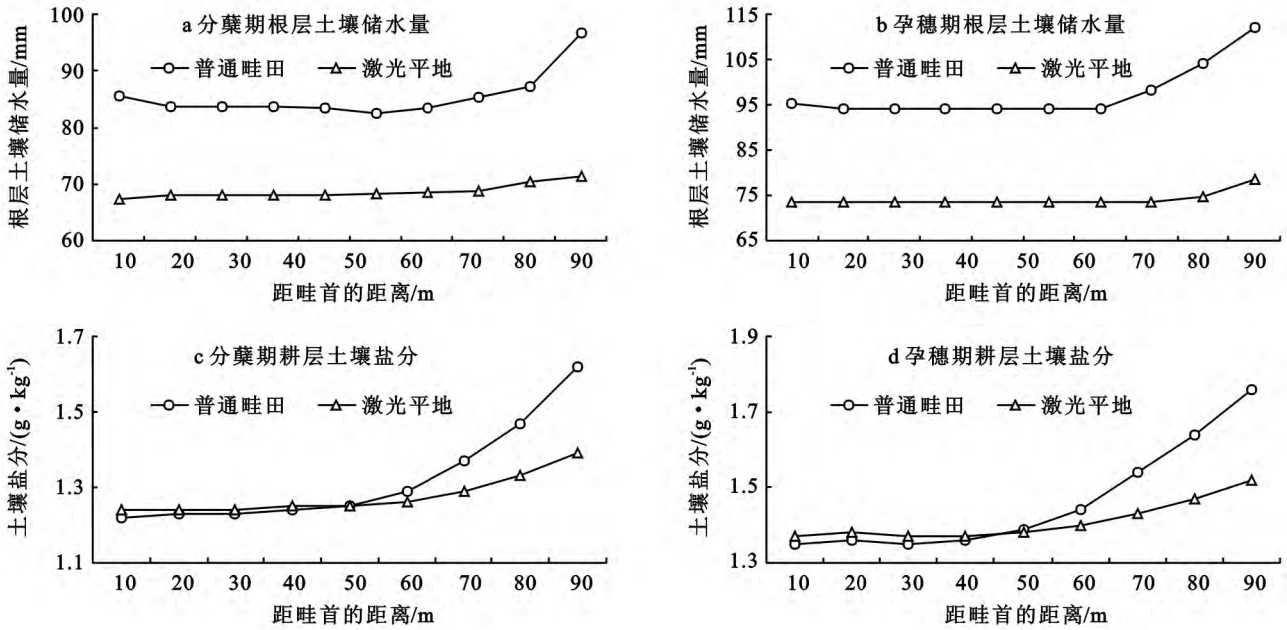 a 分蘖期根层土壤储水量
普通畦田 激光平地
根层土壤储水量/mm
100
90
80
70
60
10 20 30 40 50 60 70 80 90
距畦首的距离/m
b 孕穗期根层土壤储水量
普通畦田 激光平地
根层土壤储水量/mm
115
105
95
85
75
65
10 20 30 40 50 60 70 80 90
距畦首的距离/m
c 分蘖期耕层土壤盐分
普通畦田 激光平地
土壤盐分/(g·kg⁻¹)
1.7
1.5
1.3
1.1
10 20 30 40 50 60 70 80 90
距畦首的距离/m
d 孕穗期耕层土壤盐分
普通畦田 激光平地
土壤盐分/(g·kg⁻¹)
1.9
1.7
1.5
1.3
10 20 30 40 50 60 70 80 90
距畦首的距离/m